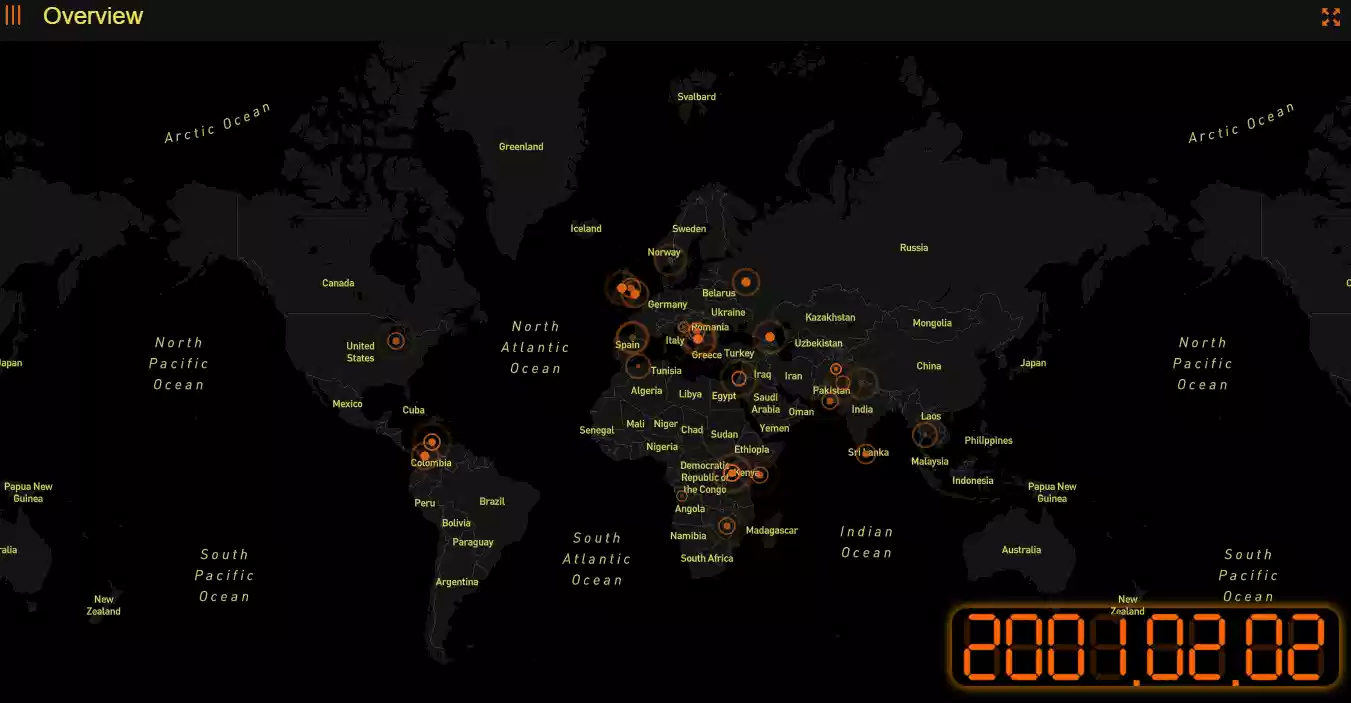 Overview
Svalbard
Arctic Ocean
Arctic Ocean
Greenland
Iceland
Sweden
Norway
Russia
Canada
Belarus
Germany
Ukraine
Kazakhstan
Mongolia
North
Pacific
Ocean
North
Atlantic
Ocean
North
Pacific
Ocean
United
States
Spain
Italy
Romania
Greece
Turkey
Uzbekistan
China
Japan
apan
Tunisia
Iraq
Iran
Pakistan
Algeria
Libya
Egypt
Saudi
Arabia
Oman
India
Laos
Mexico
Cuba
Senegal
Mali
Niger
Chad
Sudan
Yemen
Philippines
Nigeria
Ethiopia
Sri Lanka
Malaysia
Colombia
Democratic
Republic of
the Congo
Kenya
Indonesia
Papua New
Guinea
Papua New
Guinea
Peru
Brazil
Angola
Bolivia
Paraguay
Namibia
Madagascar
South Africa
Indian
Ocean
Australia
ralia
South
Pacific
Ocean
South
Atlantic
Ocean
South
Pacific
Ocean
Argentina
New
Zealand
New
Zealand
2001.02.02